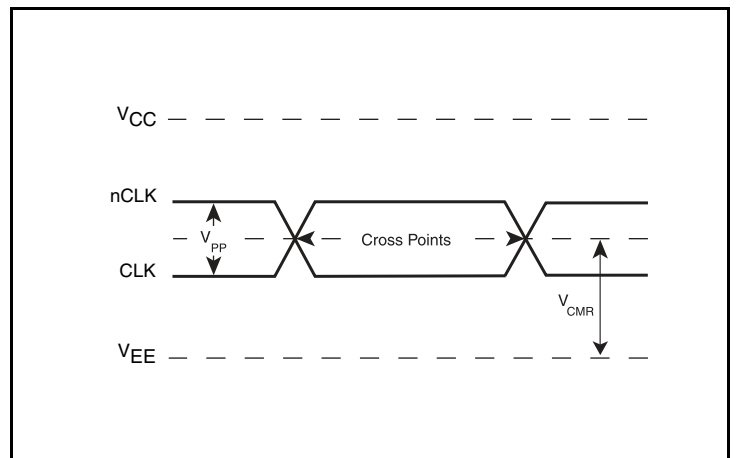 VCC
nCLK
VPP
Cross Points
CLK
VCMR
VEE